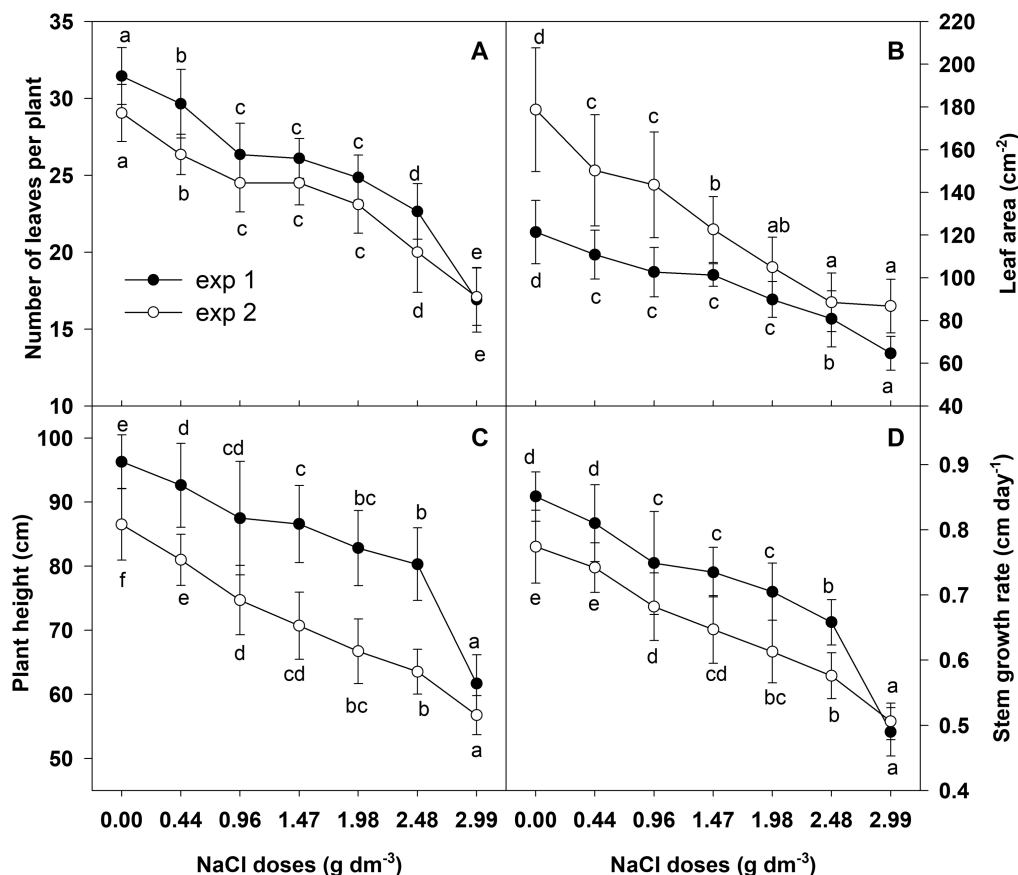 A
Number of leaves per plant
35
30
25
20
15
10
a b c c c d e
a b c c c d e
exp 1
exp 2
B
Leaf area (cm-2)
220
200
180
160
140
120
100
80
60
40
d c c b ab a a
d c c c c b a
C
Plant height (cm)
100
90
80
70
60
50
e d cd c bc b a
f e d cd bc b a
D
Stem growth rate (cm day-1)
0.9
0.8
0.7
0.6
0.5
0.4
d d c c c b a
e e d cd bc b a
0.00 0.44 0.96 1.47 1.98 2.48 2.99
NaCl doses (g dm-3)
0.00 0.44 0.96 1.47 1.98 2.48 2.99
NaCl doses (g dm-3)